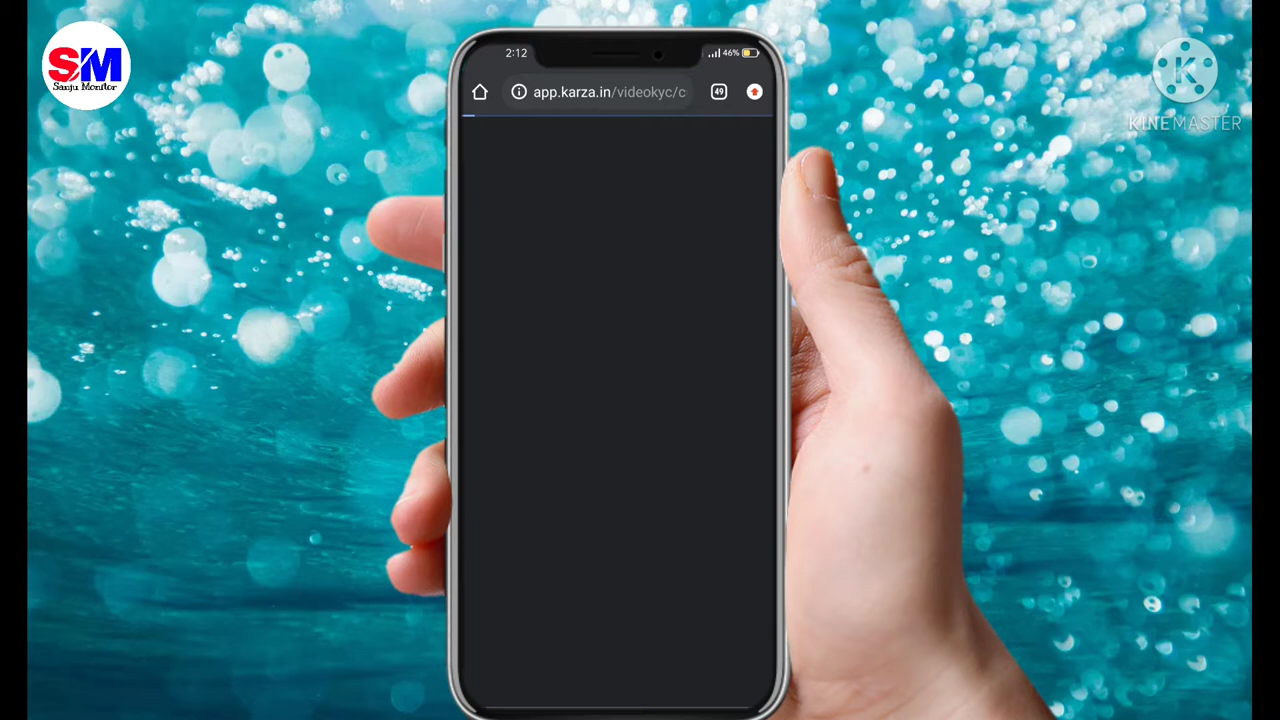 SM
Sanju Monitor
2:12
46%
app.karza.in/videokyc/c
49
K
KINEMASTER